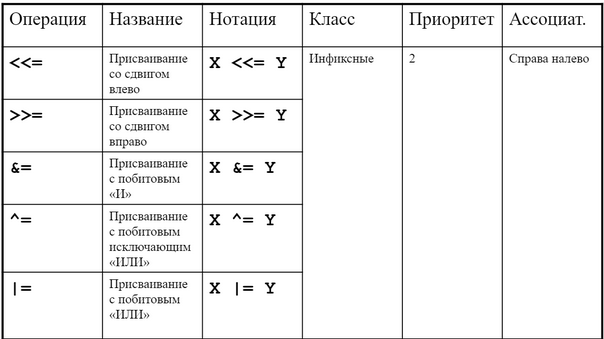 Операция Название Нотация Класс Приоритет Ассоциат.
<<= Присваивание X <<= Y Инфиксные 2 Справа налево
со сдвигом
влево
>>= Присваивание X >>= Y
со сдвигом
вправо
&= Присваивание X &= Y
с побитовым
«И»
^= Присваивание X ^= Y
с побитовым
исключающим
«ИЛИ»
|= Присваивание X |= Y
с побитовым
«ИЛИ»